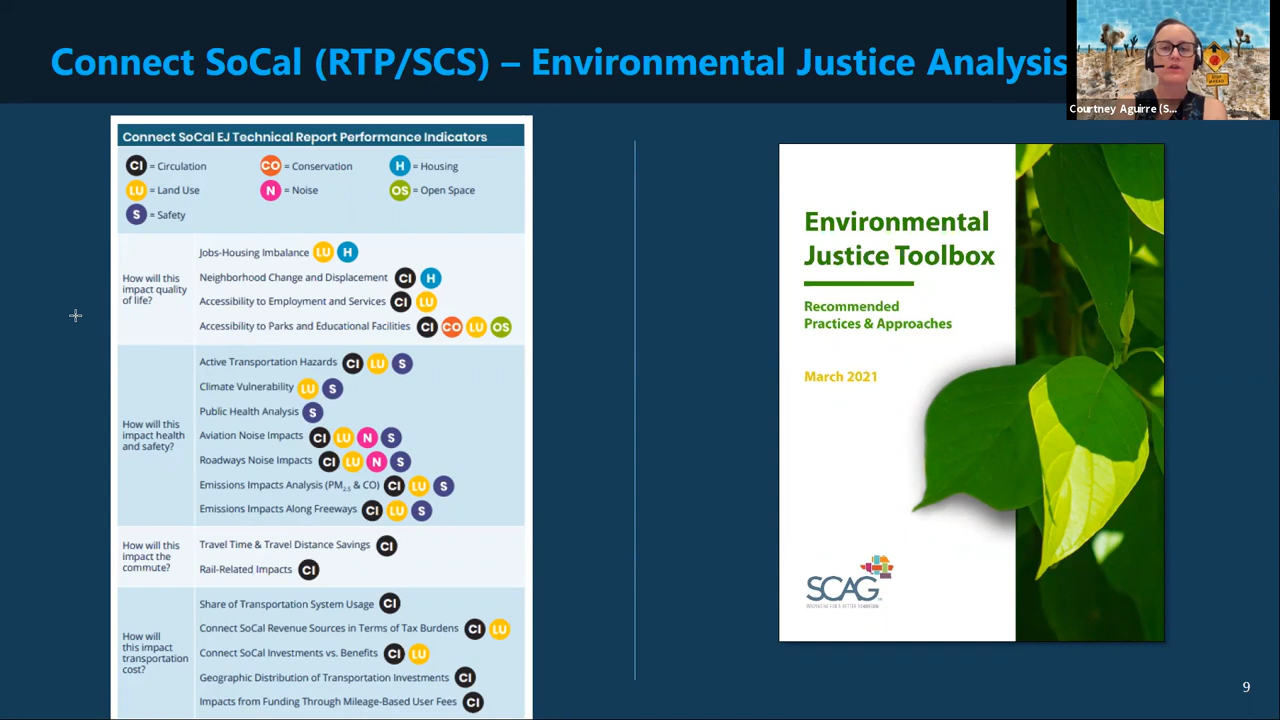 Connect SoCal (RTP/SCS) – Environmental Justice Analysis
Courtney Aguirre (S...
Connect SoCal EJ Technical Report Performance Indicators
CI = Circulation
CO = Conservation
H = Housing
LU = Land Use
N = Noise
OS = Open Space
S = Safety
How will this
impact quality
of life?
Jobs-Housing Imbalance LU H
Neighborhood Change and Displacement CI H
Accessibility to Employment and Services CI LU
Accessibility to Parks and Educational Facilities CI CO LU OS
How will this
impact health
and safety?
Active Transportation Hazards CI LU S
Climate Vulnerability LU S
Public Health Analysis S
Aviation Noise Impacts CI LU N S
Roadways Noise Impacts CI LU N S
Emissions Impacts Analysis (PM2.5 & CO) CI LU S
Emissions Impacts Along Freeways CI LU S
How will this
impact the
commute?
Travel Time & Travel Distance Savings CI
Rail-Related Impacts CI
How will
this impact
transportation
cost?
Share of Transportation System Usage CI
Connect SoCal Revenue Sources in Terms of Tax Burdens CI LU
Connect SoCal Investments vs. Benefits CI LU
Geographic Distribution of Transportation Investments CI
Impacts from Funding Through Mileage-Based User Fees CI
Environmental
Justice Toolbox
Recommended
Practices & Approaches
March 2021
SCAG
9